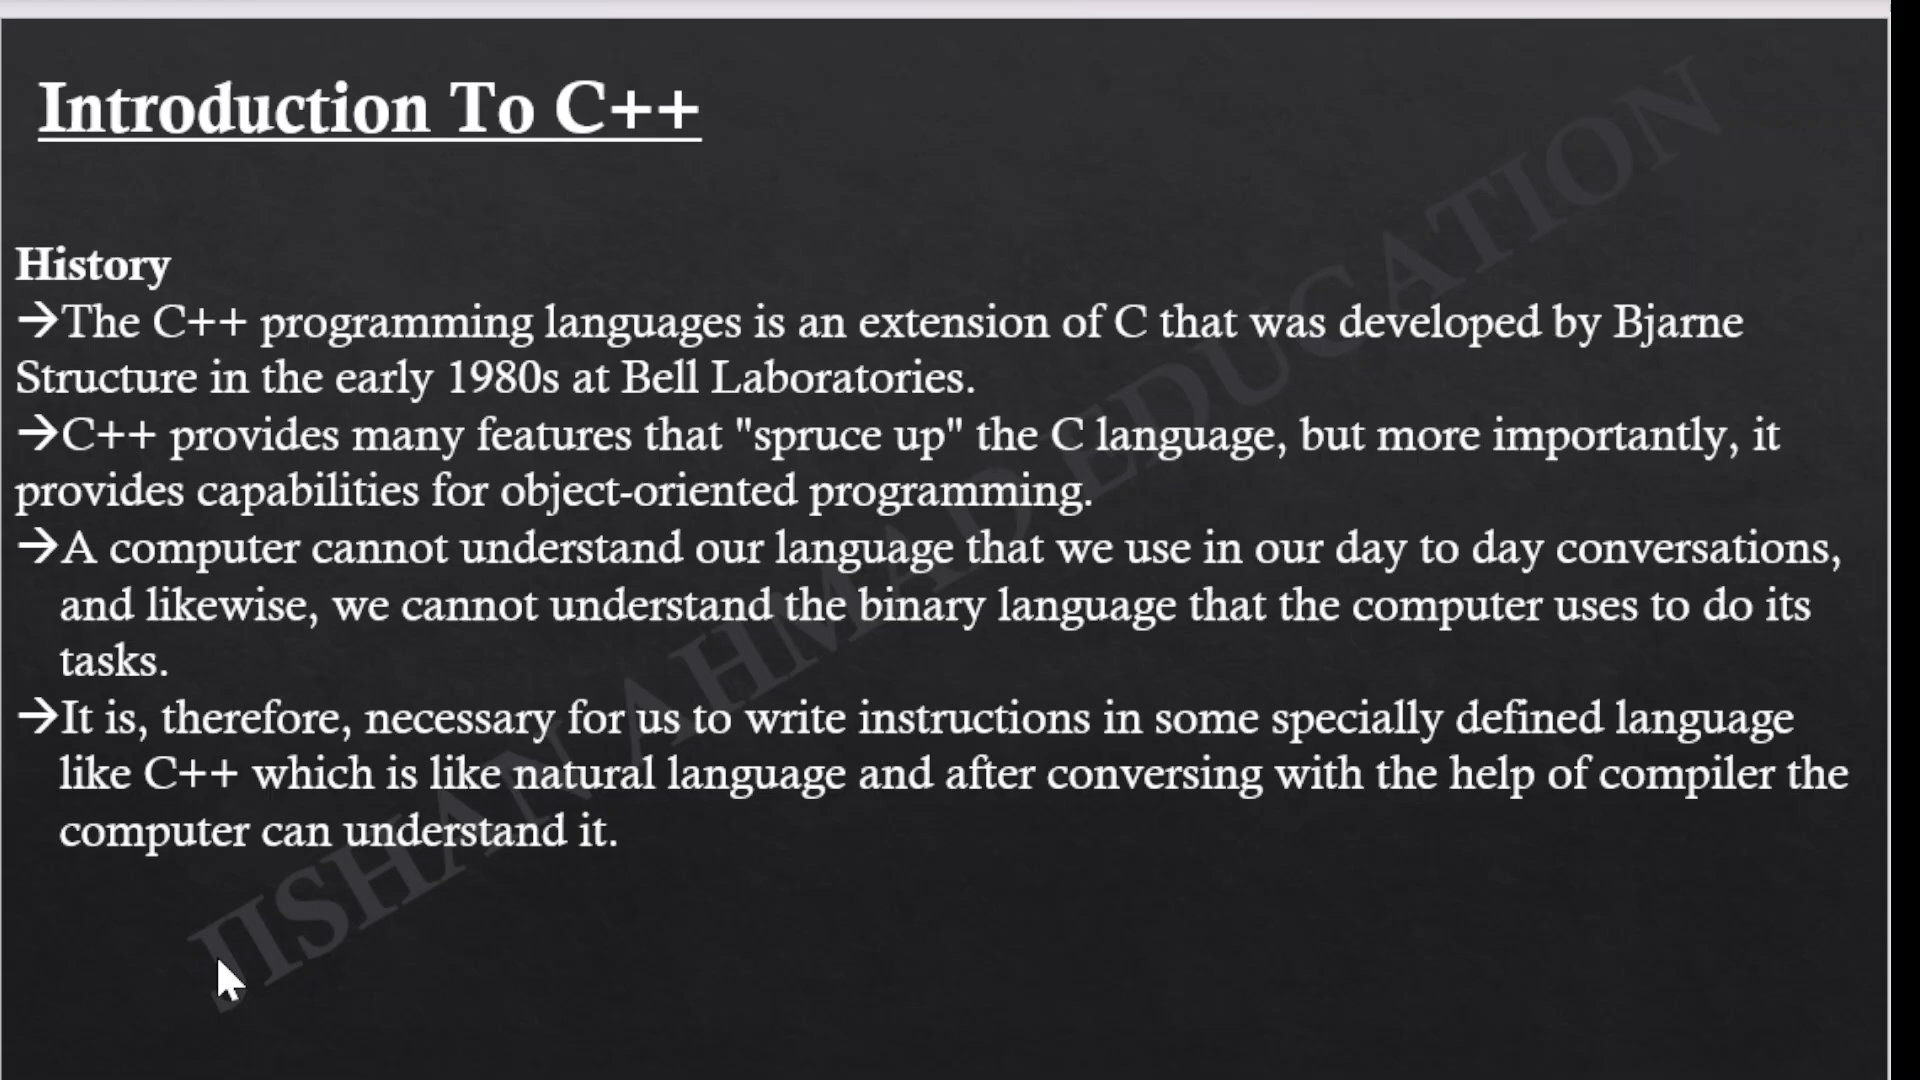 Introduction To C++
History
→The C++ programming languages is an extension of C that was developed by Bjarne
Structure in the early 1980s at Bell Laboratories.
→C++ provides many features that "spruce up" the C language, but more importantly, it
provides capabilities for object-oriented programming.
→A computer cannot understand our language that we use in our day to day conversations,
and likewise, we cannot understand the binary language that the computer uses to do its
tasks.
→It is, therefore, necessary for us to write instructions in some specially defined language
like C++ which is like natural language and after conversing with the help of compiler the
computer can understand it.
JISHAN AHMAD EDUCATION